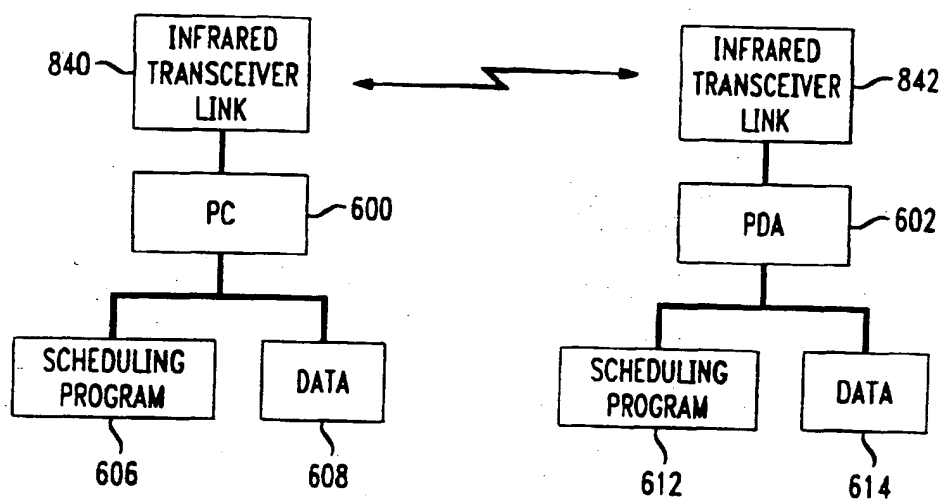 840
INFRARED
TRANSCEIVER
LINK
INFRARED
TRANSCEIVER
LINK
842
PC
600
PDA
602
SCHEDULING
PROGRAM
DATA
SCHEDULING
PROGRAM
DATA
606
608
612
614